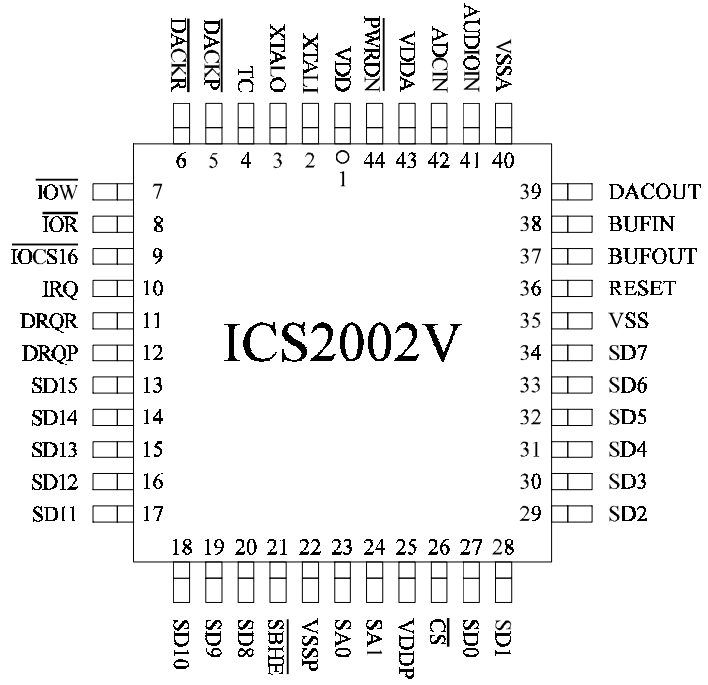 DACKR
DACKP
TC
XTALO
XTALI
VDD
PWRDN
VDDA
ADCIN
AUDIOIN
VSSA
6 5 4 3 2 1 44 43 42 41 40
IOW 7 39 DACOUT
IOR 8 38 BUFIN
IOCS16 9 37 BUFOUT
IRQ 10 36 RESET
DRQR 11 35 VSS
DRQP 12 34 SD7
ICS2002V
SD15 13 33 SD6
SD14 14 32 SD5
SD13 15 31 SD4
SD12 16 30 SD3
SD11 17 29 SD2
18 19 20 21 22 23 24 25 26 27 28
SD10
SD9
SD8
SBHE
VSSP
SA0
SA1
VDDP
CS
SD0
SD1